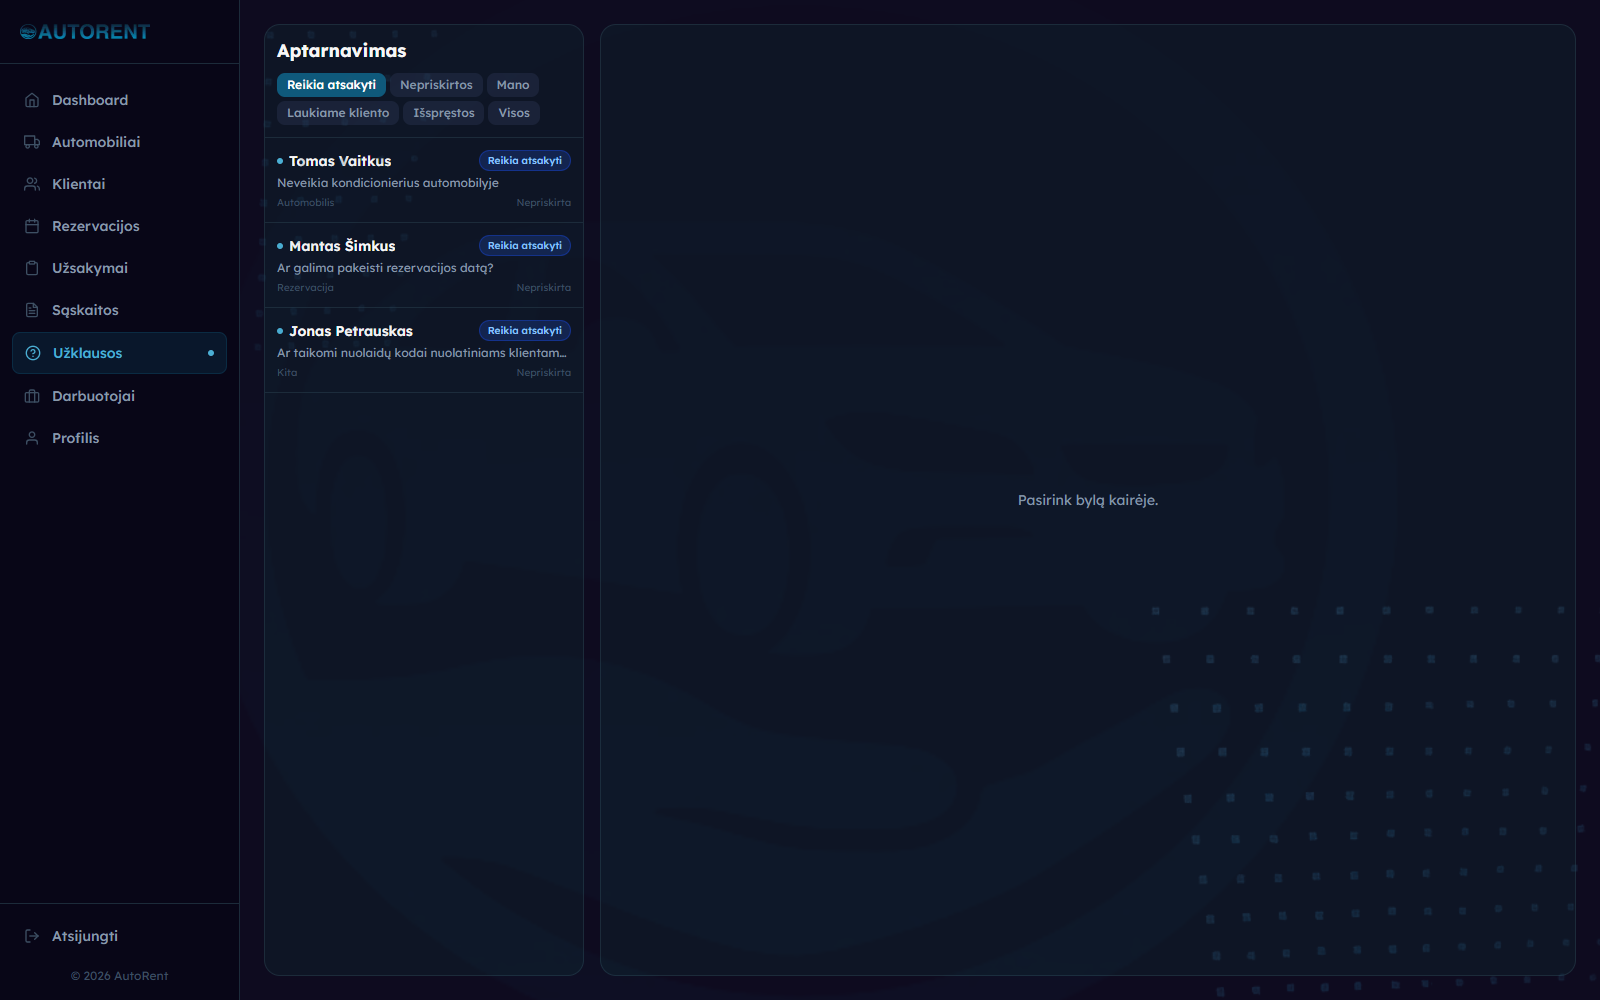 AUTORENT
Dashboard
Automobiliai
Klientai
Rezervacijos
Užsakymai
Sąskaitos
Užklausos
Darbuotojai
Profilis
Atsijungti
© 2026 AutoRent
Aptarnavimas
Reikia atsakyti Nepriskirtos Mano
Laukiame kliento Išspręstos Visos
Tomas Vaitkus Reikia atsakyti
Neveikia kondicionierius automobilyje
Automobilis Nepriskirta
Mantas Šimkus Reikia atsakyti
Ar galima pakeisti rezervacijos datą?
Rezervacija Nepriskirta
Jonas Petrauskas Reikia atsakyti
Ar taikomi nuolaidų kodai nuolatiniams klientam...
Kita Nepriskirta
Pasirink bylą kairėje.